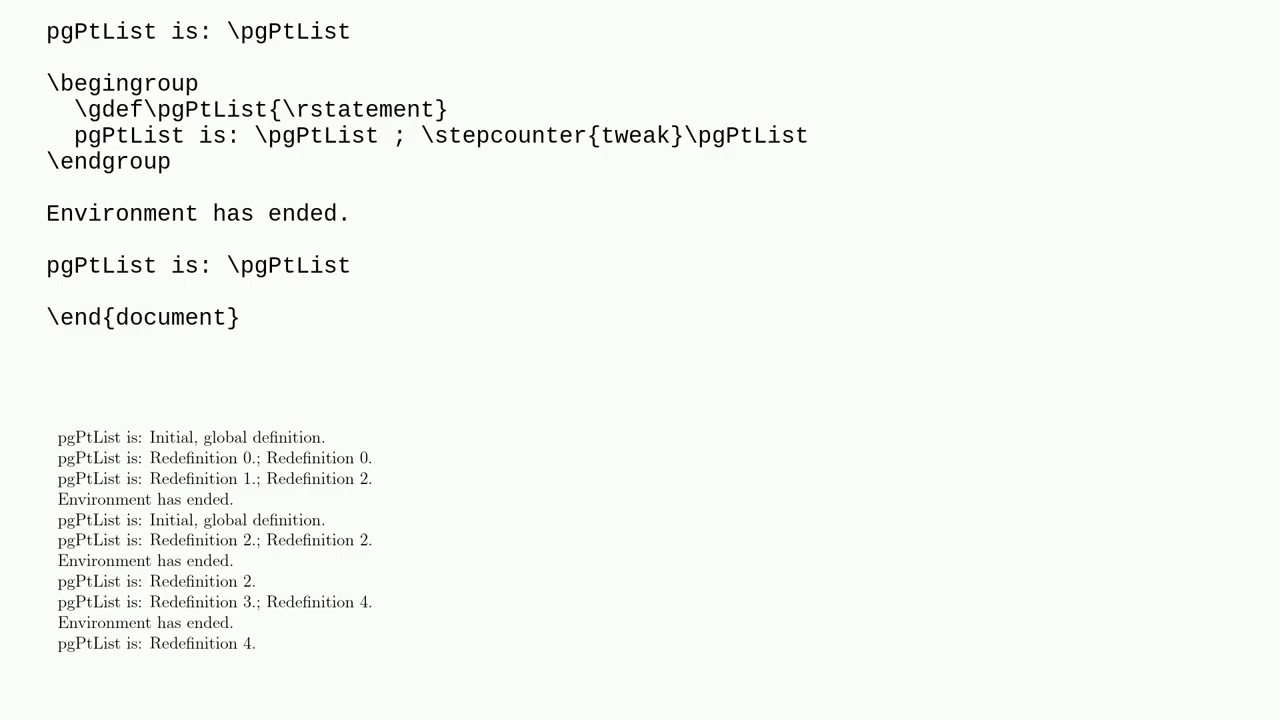 pgPtList is: \pgPtList
\begingroup
  \gdef\pgPtList{\rstatement}
  pgPtList is: \pgPtList ; \stepcounter{tweak}\pgPtList
\endgroup
Environment has ended.
pgPtList is: \pgPtList
\end{document}
pgPtList is: Initial, global definition.
pgPtList is: Redefinition 0.; Redefinition 0.
pgPtList is: Redefinition 1.; Redefinition 2.
Environment has ended.
pgPtList is: Initial, global definition.
pgPtList is: Redefinition 2.; Redefinition 2.
Environment has ended.
pgPtList is: Redefinition 2.
pgPtList is: Redefinition 3.; Redefinition 4.
Environment has ended.
pgPtList is: Redefinition 4.